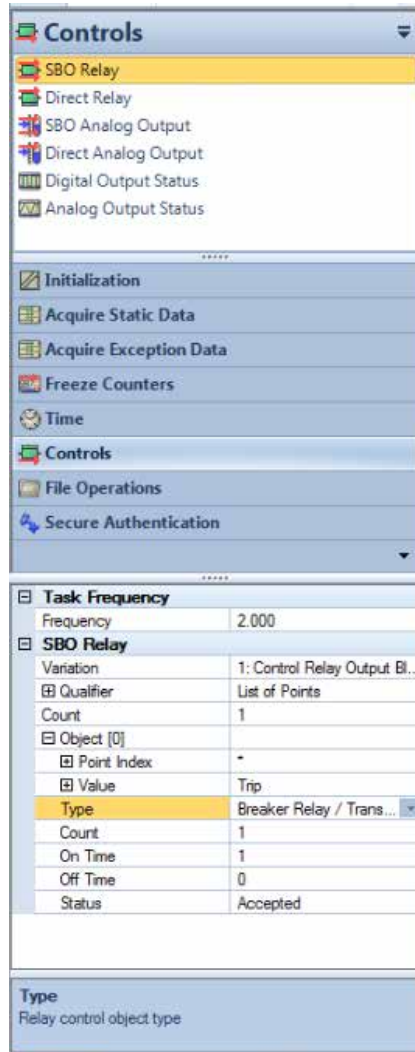 Controls
SBO Relay
Direct Relay
SBO Analog Output
Direct Analog Output
Digital Output Status
Analog Output Status
Initialization
Acquire Static Data
Acquire Exception Data
Freeze Counters
Time
Controls
File Operations
Secure Authentication
Task Frequency
Frequency 2.000
SBO Relay
Variation 1: Control Relay Output Bl...
Qualifier List of Points
Count 1
Object [0]
Point Index *
Value Trip
Type Breaker Relay / Trans...
Count 1
On Time 1
Off Time 0
Status Accepted
Type
Relay control object type